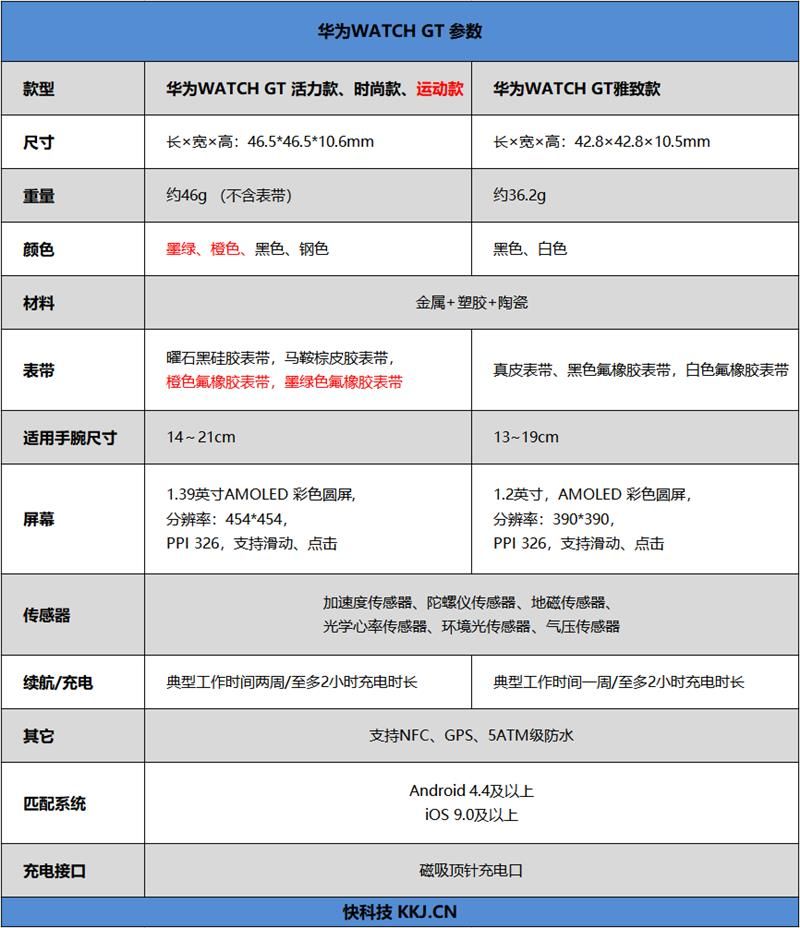 华为WATCH GT 参数
款型
华为WATCH GT 活力款、时尚款、运动款
华为WATCH GT雅致款
尺寸
长×宽×高：46.5*46.5*10.6mm
长×宽×高：42.8×42.8×10.5mm
重量
约46g （不含表带）
约36.2g
颜色
墨绿、橙色、黑色、钢色
黑色、白色
材料
金属+塑胶+陶瓷
表带
曜石黑硅胶表带，马鞍棕皮胶表带，
橙色氟橡胶表带，墨绿色氟橡胶表带
真皮表带、黑色氟橡胶表带，白色氟橡胶表带
适用手腕尺寸
14～21cm
13~19cm
屏幕
1.39英寸AMOLED 彩色圆屏，
分辨率：454*454，
PPI 326，支持滑动、点击
1.2英寸，AMOLED 彩色圆屏，
分辨率：390*390，
PPI 326，支持滑动、点击
传感器
加速度传感器、陀螺仪传感器、地磁传感器、
光学心率传感器、环境光传感器、气压传感器
续航/充电
典型工作时间两周/至多2小时充电时长
典型工作时间一周/至多2小时充电时长
其它
支持NFC、GPS、5ATM级防水
匹配系统
Android 4.4及以上
iOS 9.0及以上
充电接口
磁吸顶针充电口
快科技 KKJ.CN